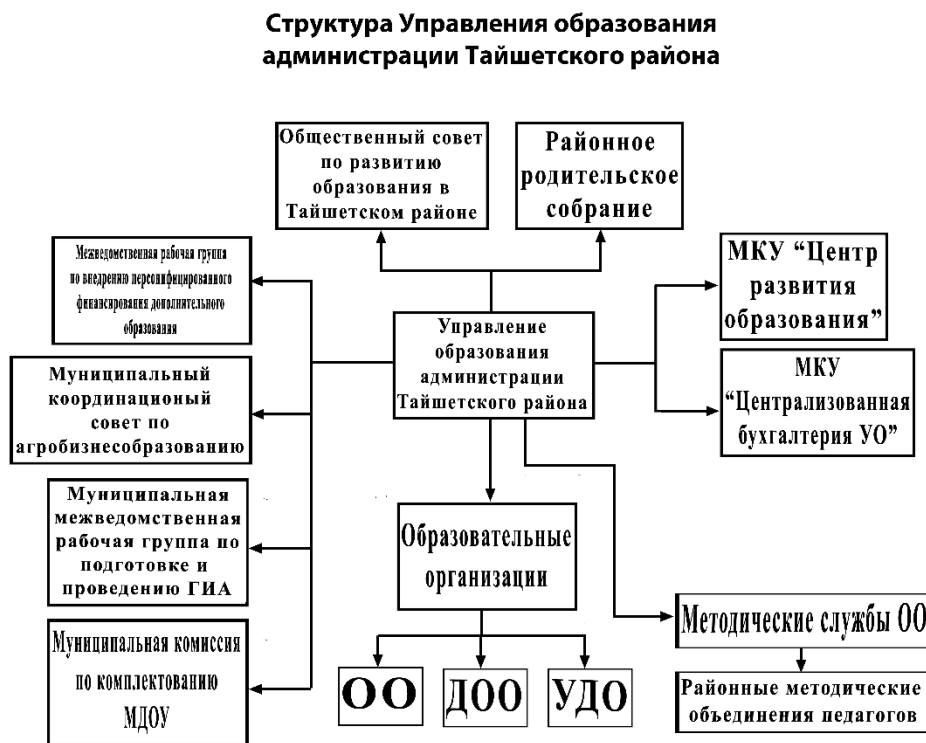 Структура Управления образования
администрации Тайшетского района
Общественный совет
по развитию
образования в
Тайшетском районе
Районное
родительское
собрание
Межведомственная рабочая группа
по внедрению персонифицированного
финансирования дополнительного
образования
МКУ “Центр
развития
образования”
Управление
образования
администрации
Тайшетского района
Муниципальный
координационый
совет по
агробизнесобразованию
МКУ
“Централизованная
бухгалтерия УО”
Муниципальная
межведомственная
рабочая группа по
подготовке и
проведению ГИА
Образовательные
организации
Методические службы ОО
Муниципальная комиссия
по комплектованию
МДОУ
ОО
ДОО
УДО
Районные методические
объединения педагогов